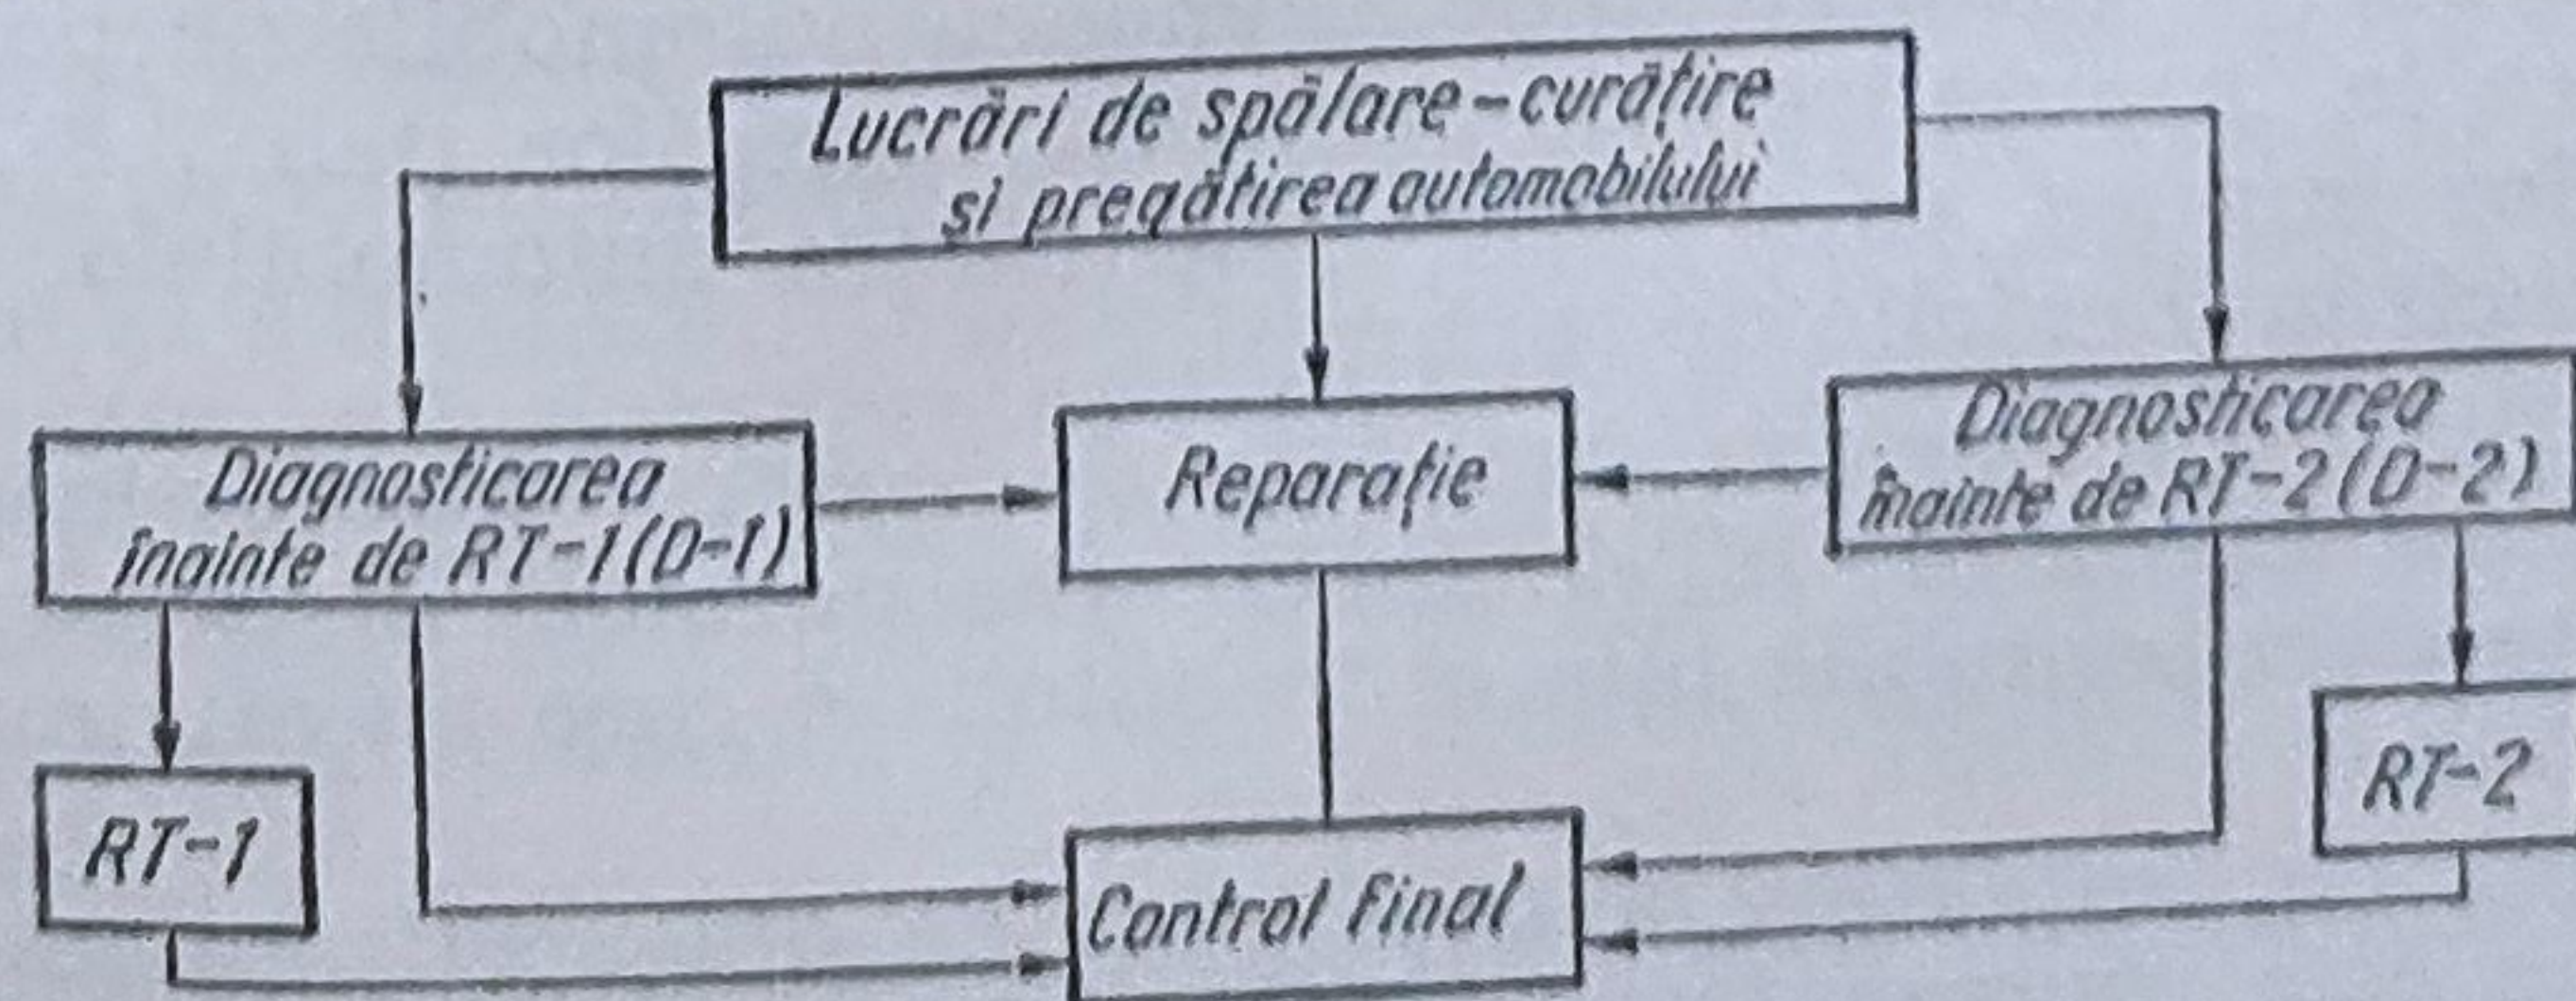 Lucrări de spălare-curățire
si pregătirea automobilului
Diagnosticarea
înainte de RT-1(D-1)
Reparație
Diagnosticarea
înainte de RT-2(D-2)
RT-1
RT-2
Control final